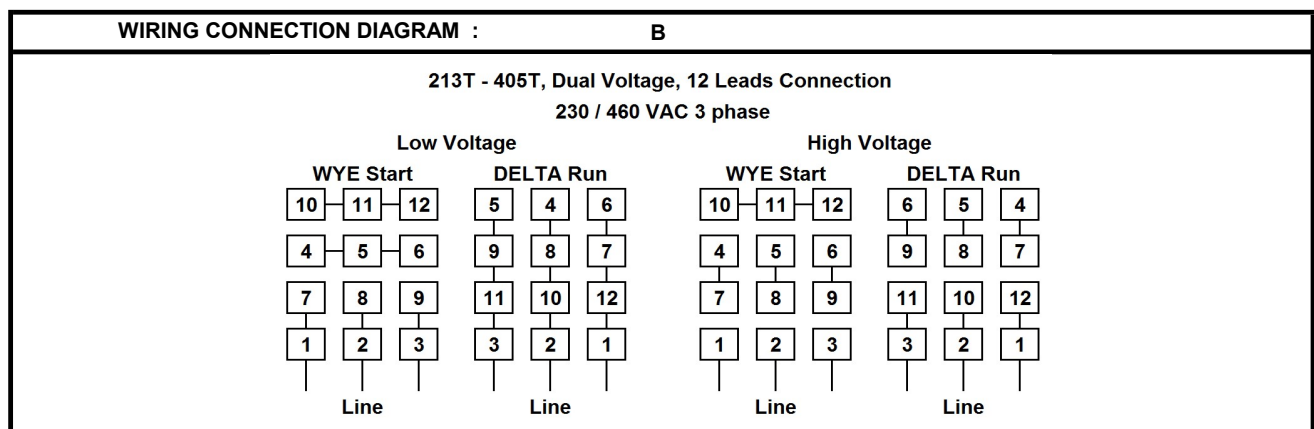 WIRING CONNECTION DIAGRAM : B
213T - 405T, Dual Voltage, 12 Leads Connection
230 / 460 VAC 3 phase
Low Voltage High Voltage
WYE Start DELTA Run WYE Start DELTA Run
10 11 12 5 4 6 10 11 12 6 5 4
4 5 6 9 8 7 4 5 6 9 8 7
7 8 9 11 10 12 7 8 9 11 10 12
1 2 3 3 2 1 1 2 3 3 2 1
Line Line Line Line